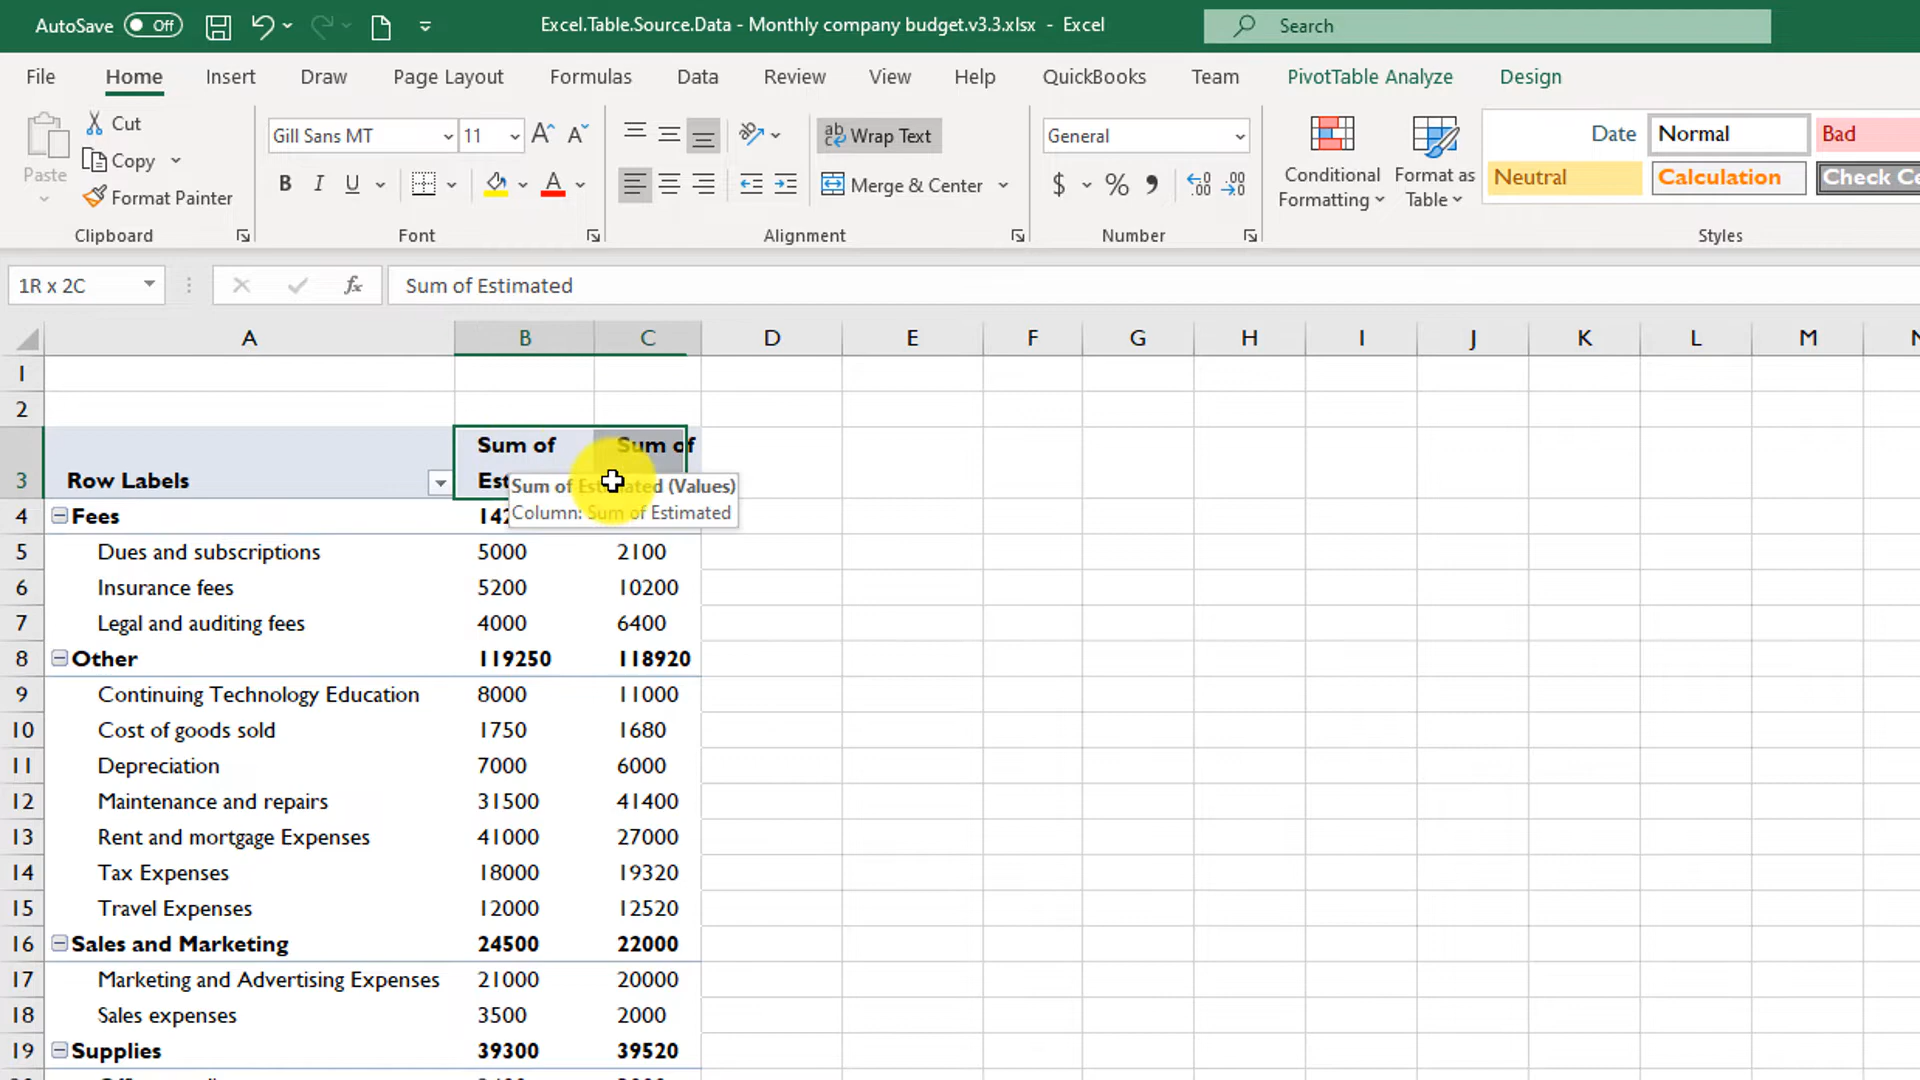 AutoSave Off Excel.Table.Source.Data - Monthly company budget.v3.3.xlsx - Excel Search
File Home Insert Draw Page Layout Formulas Data Review View Help QuickBooks Team PivotTable Analyze Design
Cut
Copy
Format Painter
Paste
Clipboard
Gill Sans MT 11
B I U
Font
Wrap Text
Merge & Center
Alignment
General
$ % 9
Number
Conditional Formatting
Format as Table
Date Normal Bad
Neutral Calculation
Styles
1R x 2C fx Sum of Estimated
A B C D E F G H I J K L M
1
2
3 Row Labels Sum of Sum of
Sum of Estimated (Values)
Column: Sum of Estimated
4 Fees
5 Dues and subscriptions 5000 2100
6 Insurance fees 5200 10200
7 Legal and auditing fees 4000 6400
8 Other 119250 118920
9 Continuing Technology Education 8000 11000
10 Cost of goods sold 1750 1680
11 Depreciation 7000 6000
12 Maintenance and repairs 31500 41400
13 Rent and mortgage Expenses 41000 27000
14 Tax Expenses 18000 19320
15 Travel Expenses 12000 12520
16 Sales and Marketing 24500 22000
17 Marketing and Advertising Expenses 21000 20000
18 Sales expenses 3500 2000
19 Supplies 39300 39520